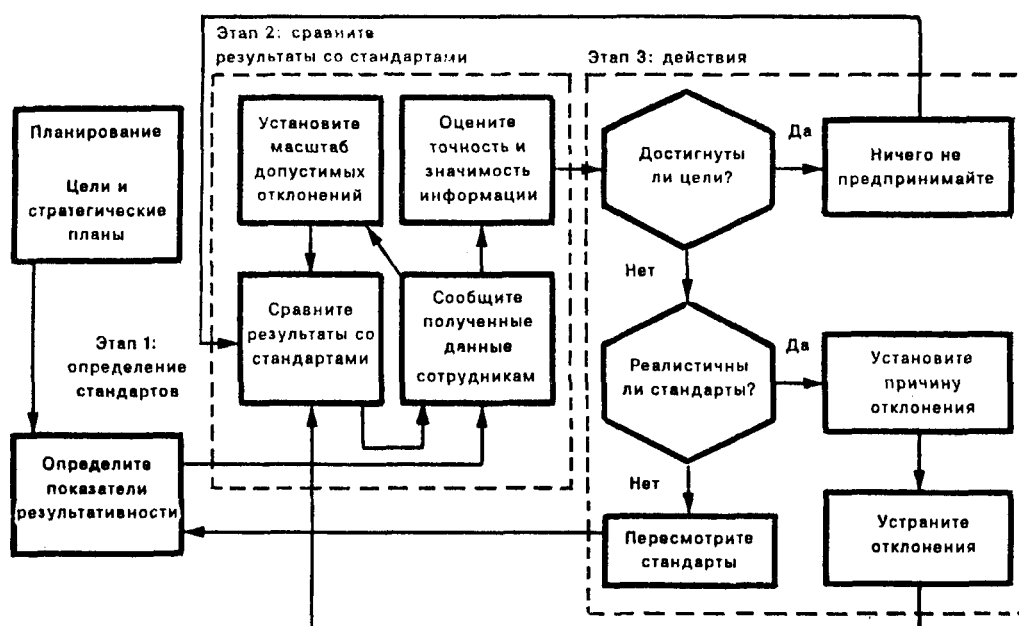 Этап 2: сравните
результаты со стандартами
Этап 3: действия
Планирование
Цели и
стратегические
планы
Установите
масштаб
допустимых
отклонений
Оцените
точность и
значимость
информации
Достигнуты
ли цели?
Да
Ничего не
предпринимайте
Нет
Этап 1:
определение
стандартов
Сравните
результаты со
стандартами
Сообщите
полученные
данные
сотрудникам
Реалистичны
ли стандарты?
Да
Установите
причину
отклонения
Нет
Определите
показатели
результативности
Пересмотрите
стандарты
Устраните
отклонения